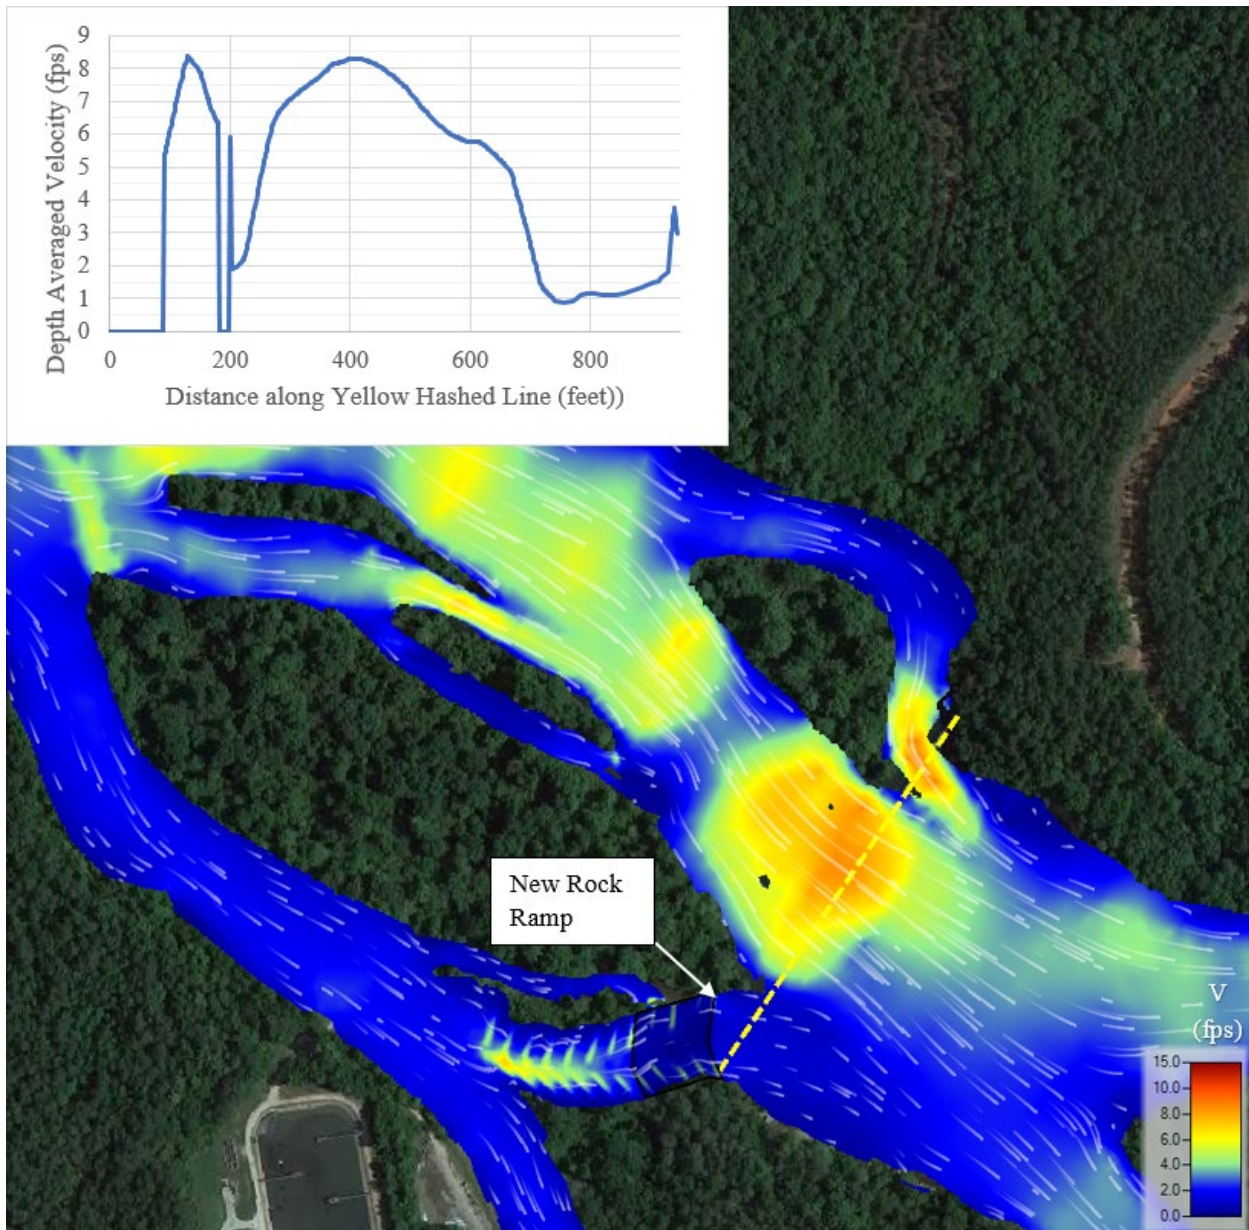 Depth Averaged Velocity (fps)
9
8
7
6
5
4
3
2
1
0
0 200 400 600 800
Distance along Yellow Hashed Line (feet))
New Rock
Ramp
V
(fps)
15.0
10.0
8.0
6.0
4.0
2.0
0.0